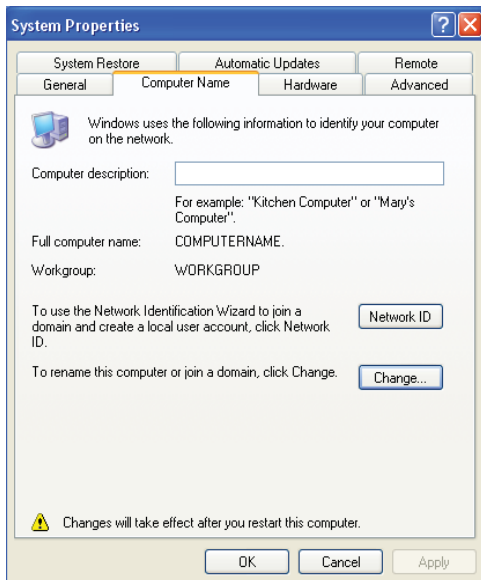 System Properties
System Restore
Automatic Updates
Remote
General
Computer Name
Hardware
Advanced
Windows uses the following information to identify your computer
on the network.
Computer description:
For example: "Kitchen Computer" or "Mary's
Computer".
Full computer name:
COMPUTERNAME.
Workgroup:
WORKGROUP
To use the Network Identification Wizard to join a
domain and create a local user account, click Network
ID.
Network ID
To rename this computer or join a domain, click Change.
Change...
Changes will take effect after you restart this computer.
OK
Cancel
Apply